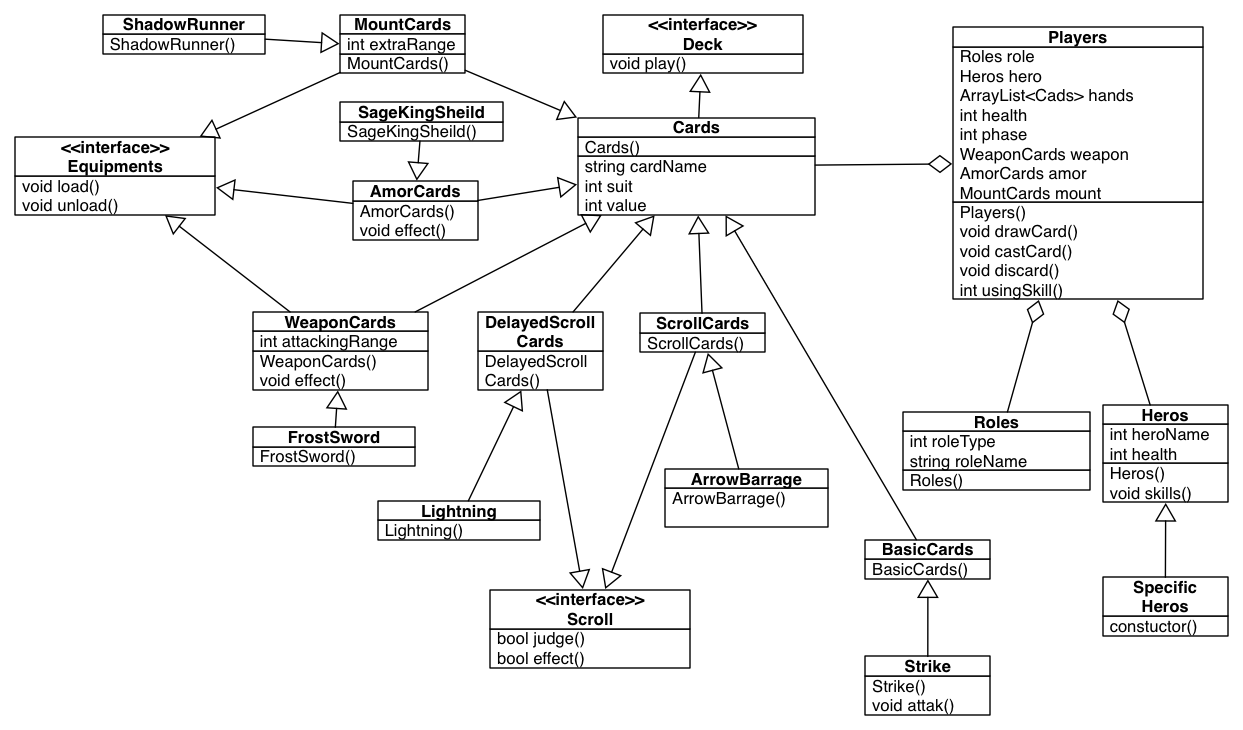 ShadowRunner
ShadowRunner()
MountCards
int extraRange
MountCards()
<<interface>>
Deck
void play()
Players
Roles role
Heros hero
ArrayList<Cads> hands
int health
int phase
WeaponCards weapon
AmorCards amor
MountCards mount
Players()
void drawCard()
void castCard()
void discard()
int usingSkill()
SageKingSheild
SageKingSheild()
Cards
Cards()
string cardName
int suit
int value
<<interface>>
Equipments
void load()
void unload()
AmorCards
AmorCards()
void effect()
WeaponCards
int attackingRange
WeaponCards()
void effect()
DelayedScroll
Cards
DelayedScroll
Cards()
ScrollCards
ScrollCards()
FrostSword
FrostSword()
Roles
int roleType
string roleName
Roles()
Heros
int heroName
int health
Heros()
void skills()
Lightning
Lightning()
ArrowBarrage
ArrowBarrage()
BasicCards
BasicCards()
Specific
Heros
constuctor()
<<interface>>
Scroll
bool judge()
bool effect()
Strike
Strike()
void attak()